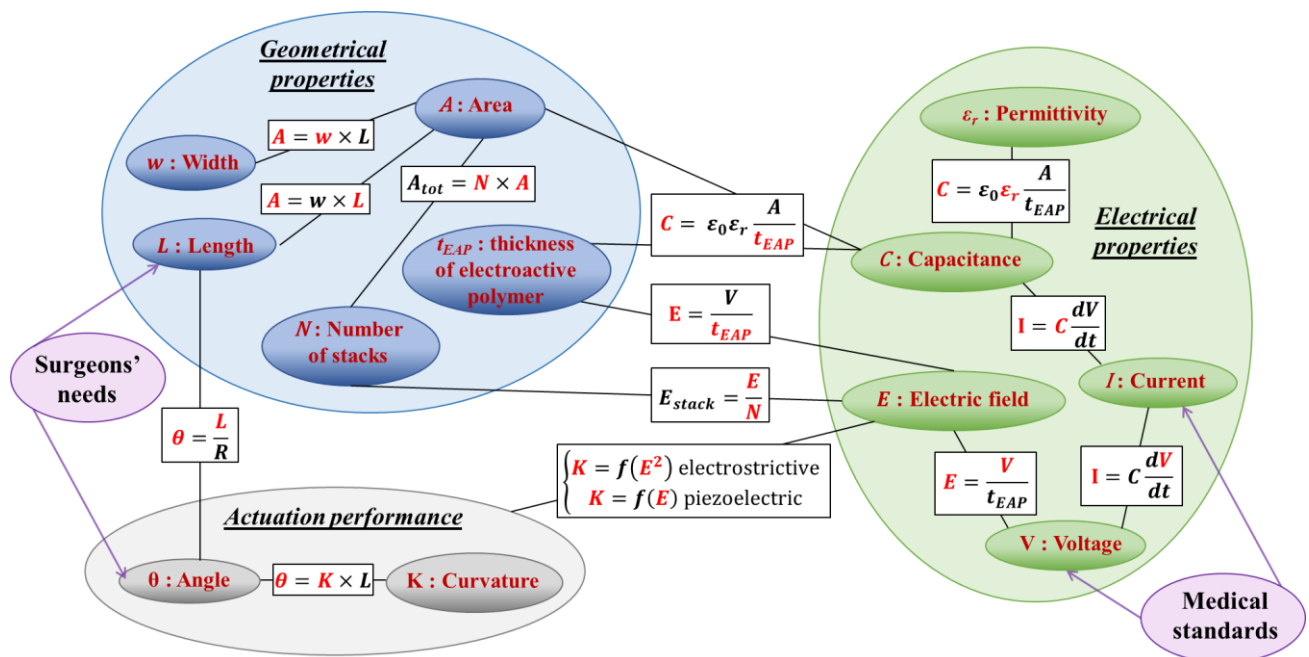 Geometrical
properties
A : Area
A = w × L
w : Width
A = w × L
A_tot = N × A
L : Length
t_EAP : thickness
of electroactive
polymer
N : Number
of stacks
C = ε₀εᵣ A/t_EAP
E = V/t_EAP
E_stack = E/N
εᵣ : Permittivity
C = ε₀εᵣ A/t_EAP
Electrical
properties
C : Capacitance
I = C dV/dt
I : Current
E : Electric field
E = V/t_EAP
I = C dV/dt
V : Voltage
Surgeons’
needs
θ = L/R
{K = f(E²) electrostrictive
K = f(E) piezoelectric
Actuation performance
θ : Angle
θ = K × L
K : Curvature
Medical
standards